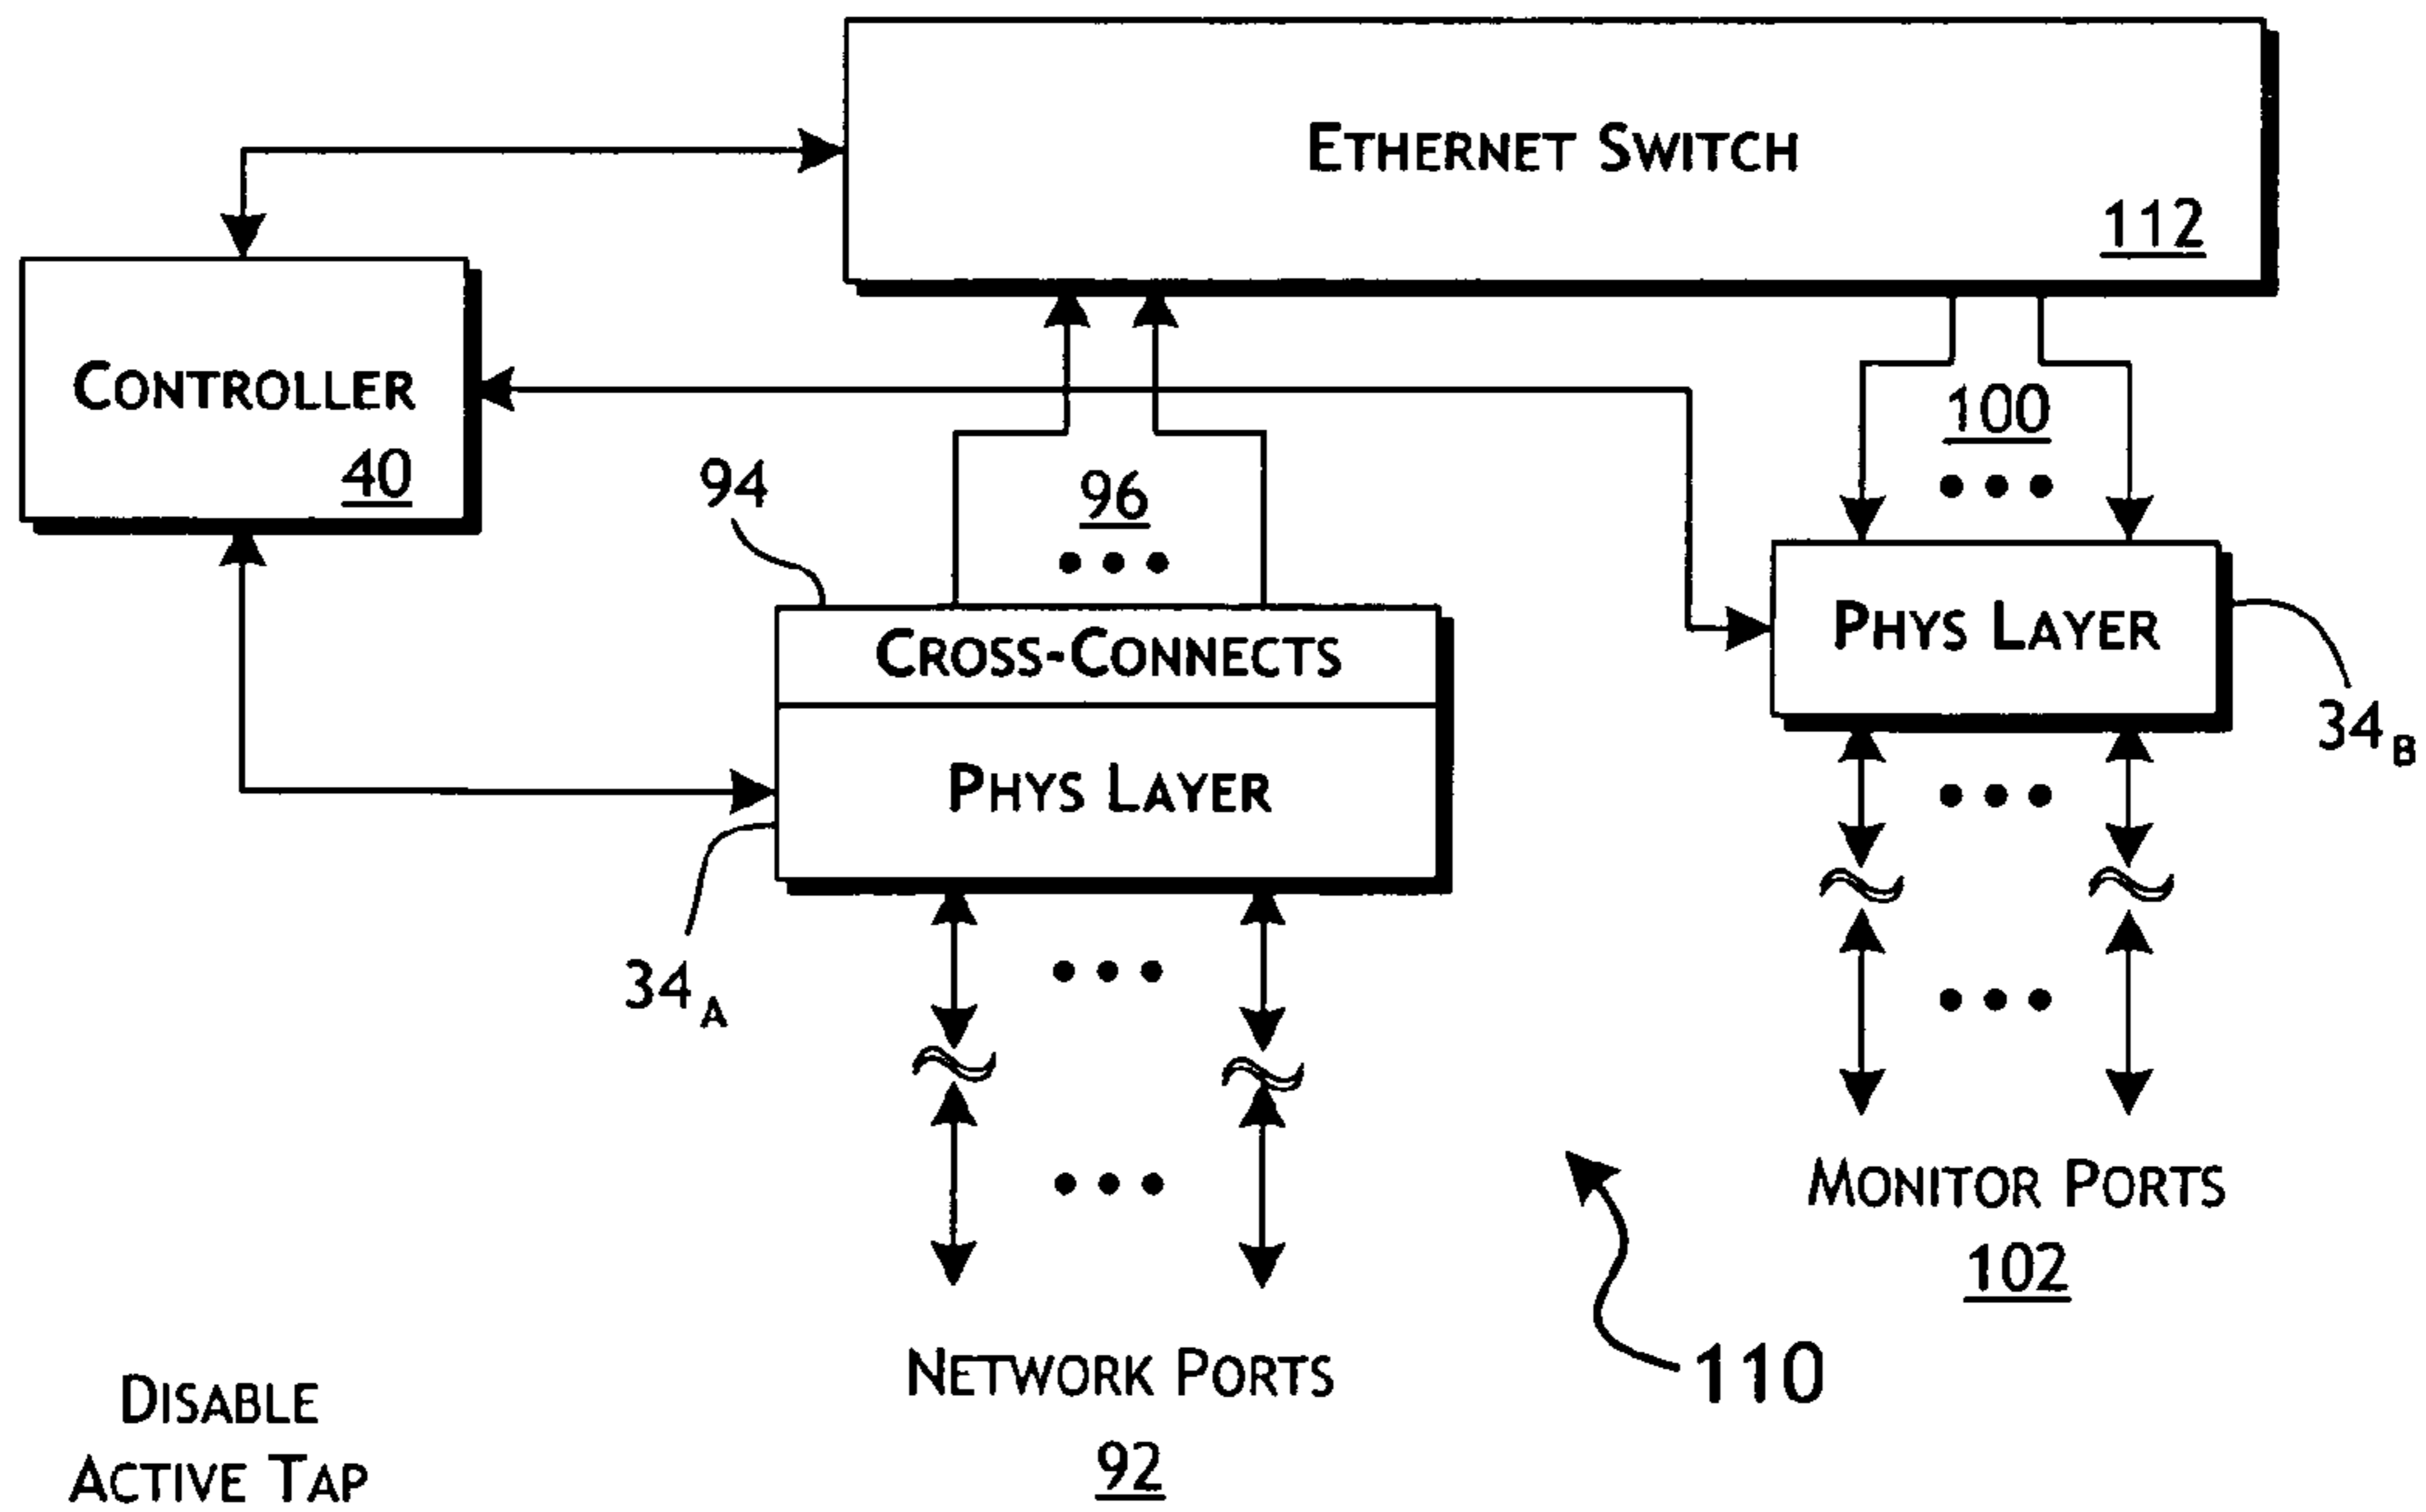 ETHERNET SWITCH
112
CONTROLLER
40
100
94
96
CROSS-CONNECTS
PHYS LAYER
34B
PHYS LAYER
34A
MONITOR PORTS
102
110
NETWORK PORTS
92
DISABLE
ACTIVE TAP